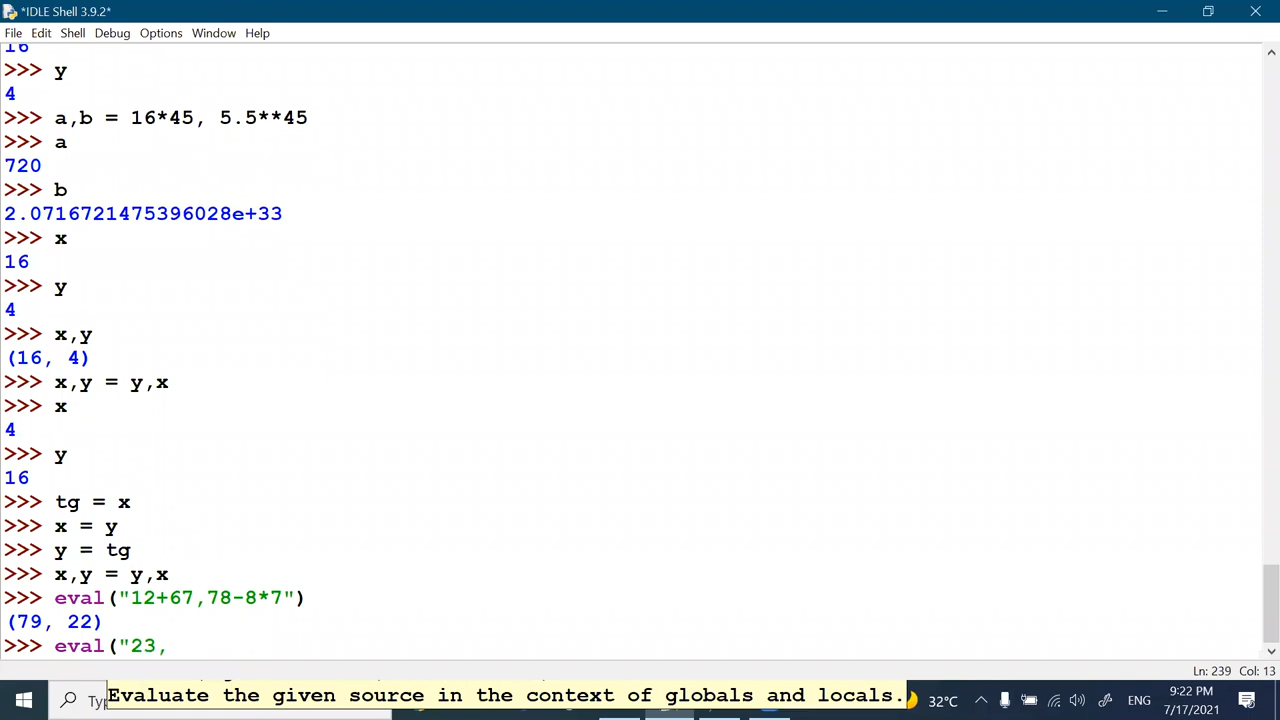 *IDLE Shell 3.9.2*
File Edit Shell Debug Options Window Help
16
>>> y
4
>>> a,b = 16*45, 5.5**45
>>> a
720
>>> b
2.0716721475396028e+33
>>> x
16
>>> y
4
>>> x,y
(16, 4)
>>> x,y = y,x
>>> x
4
>>> y
16
>>> tg = x
>>> x = y
>>> y = tg
>>> x,y = y,x
>>> eval("12+67,78-8*7")
(79, 22)
>>> eval("23,
Ln: 239 Col: 13
Evaluate the given source in the context of globals and locals.
32°C ENG 9:22 PM
7/17/2021